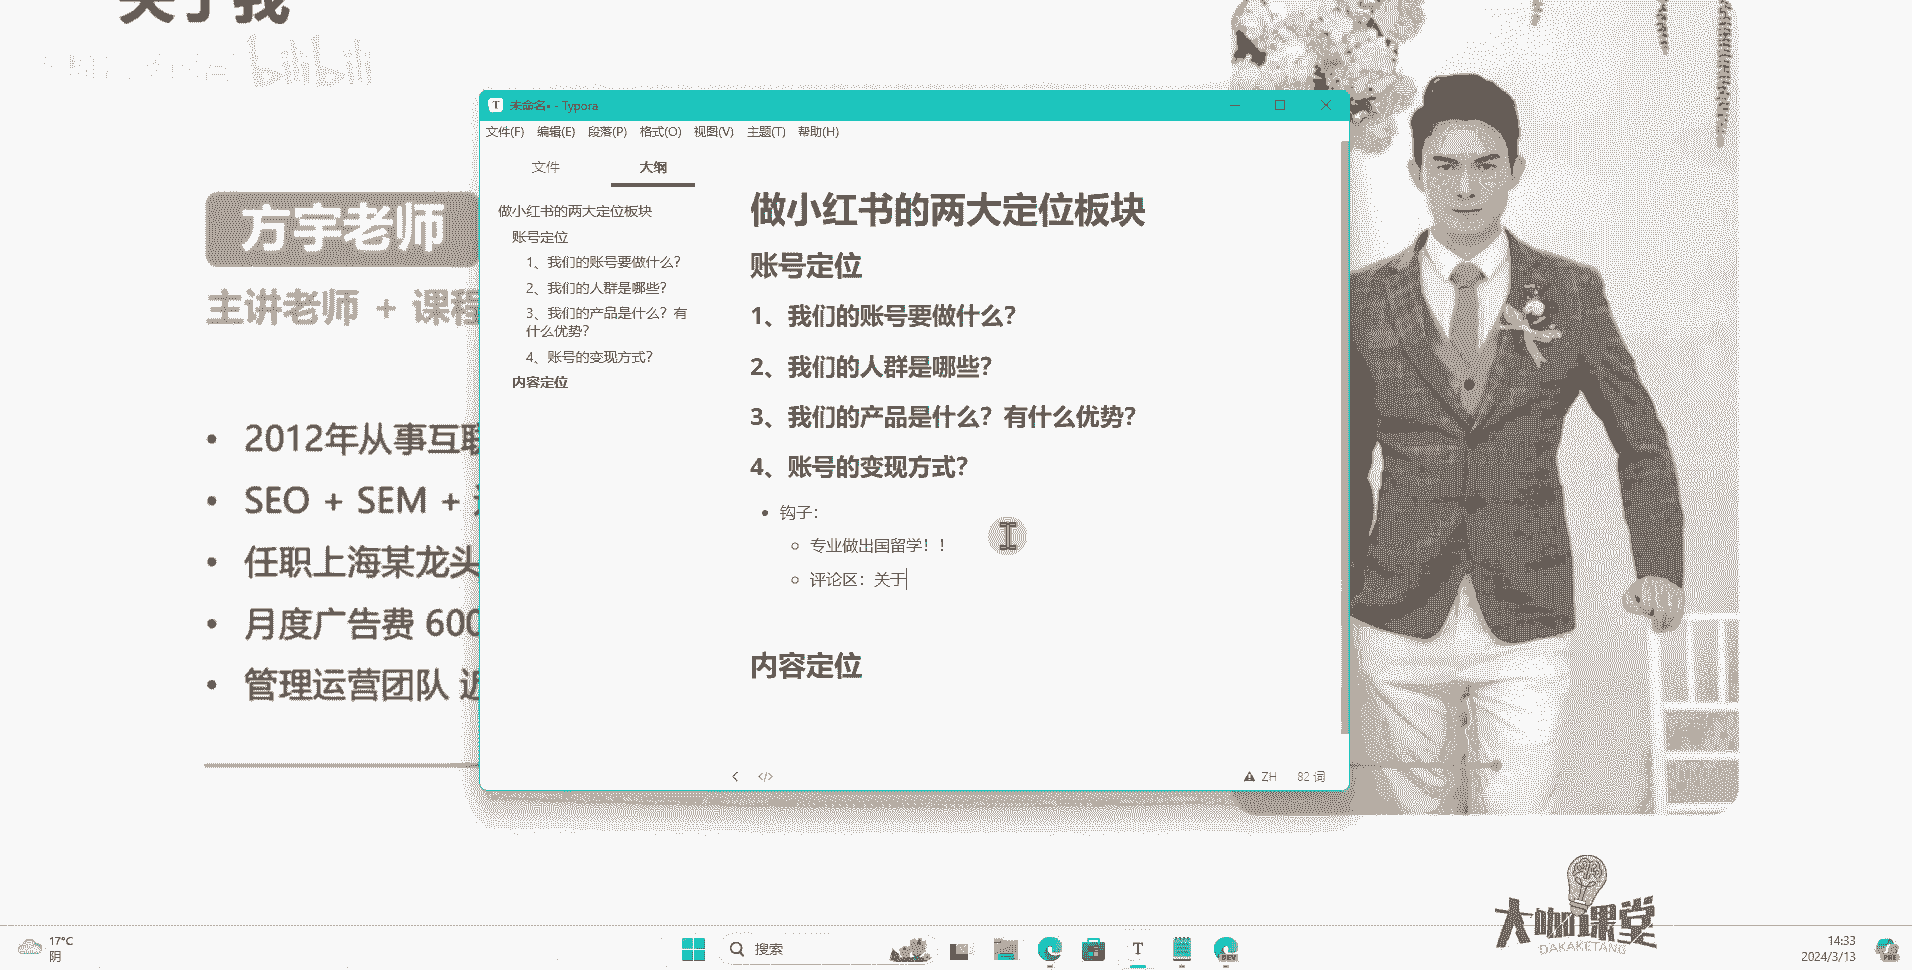 关于我
bilibili
未命名• - Typora
文件(F) 编辑(E) 段落(P) 格式(O) 视图(V) 主题(T) 帮助(H)
文件 大纲
做小红书的两大定位板块
账号定位
1、我们的账号要做什么?
2、我们的人群是哪些?
3、我们的产品是什么? 有
什么优势?
4、账号的变现方式?
内容定位
做小红书的两大定位板块
账号定位
1、我们的账号要做什么?
2、我们的人群是哪些?
3、我们的产品是什么? 有什么优势?
4、账号的变现方式?
• 钩子:
专业做出国留学! !
评论区: 关于
内容定位
ZH 82 词
方宇老师
主讲老师 + 课程
• 2012年从事互联
• SEO + SEM +
• 任职上海某龙头
• 月度广告费 600
• 管理运营团队 近
大咖课堂
DAKAKETANG
17°C
阴
搜索
DEV
14:33
2024/3/13
PRE